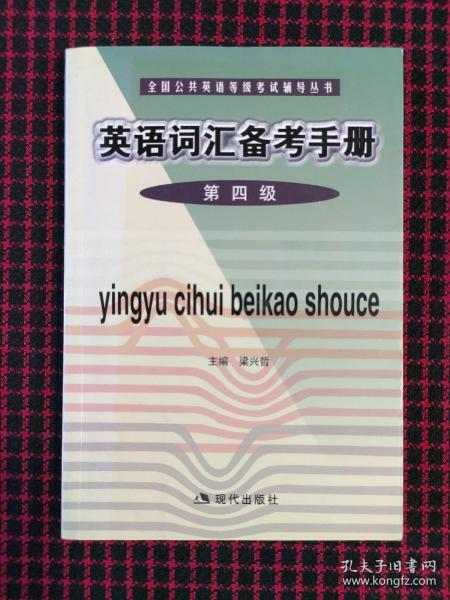 全国公共英语等级考试辅导丛书
英语词汇备考手册
第四级
yingyu cihui beikao shouce
主编 梁兴哲
现代出版社
孔夫子旧书网
www.kongfz.com